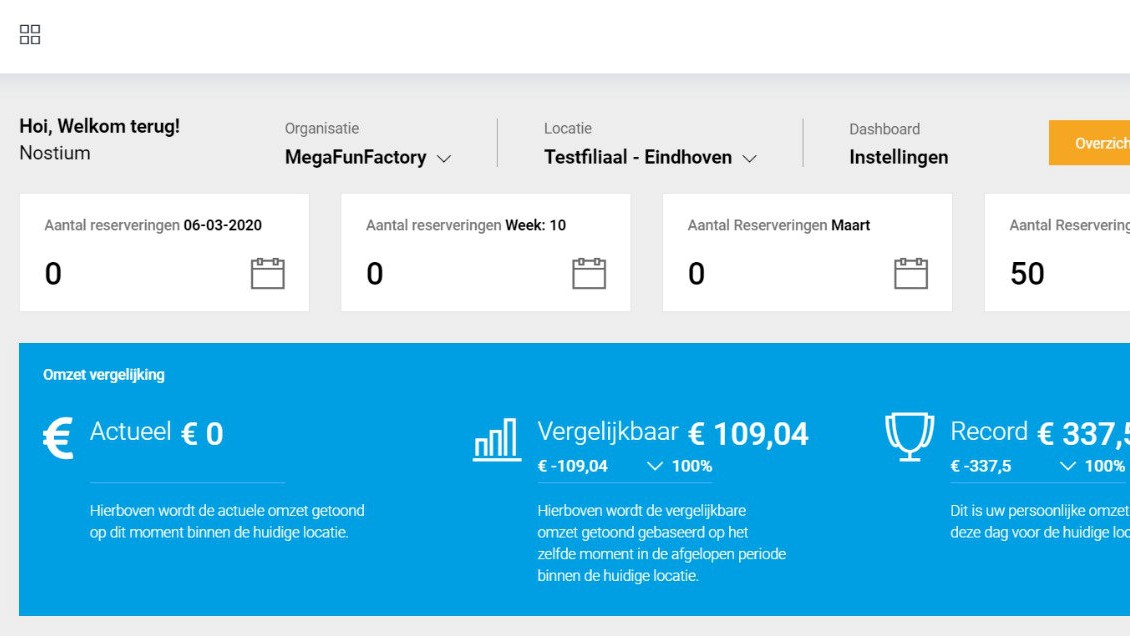 Hoi, Welkom terug!
Nostium
Organisatie
MegaFunFactory
Locatie
Testfiliaal - Eindhoven
Dashboard
Instellingen
Aantal reserveringen 06-03-2020
0
Aantal reserveringen Week: 10
0
Aantal Reserveringen Maart
0
Aantal
50
Omzet vergelijking
€ Actueel € 0
Hierboven wordt de actuele omzet getoond
op dit moment binnen de huidige locatie.
Vergelijkbaar € 109,04
€ -109,04 100%
Hierboven wordt de vergelijkbare
omzet getoond gebaseerd op het
zelfde moment in de afgelopen periode
binnen de huidige locatie.
Record € 337,5
€ -337,5 100%
Dit is uw persoonlijke omzet
deze dag voor de huidige